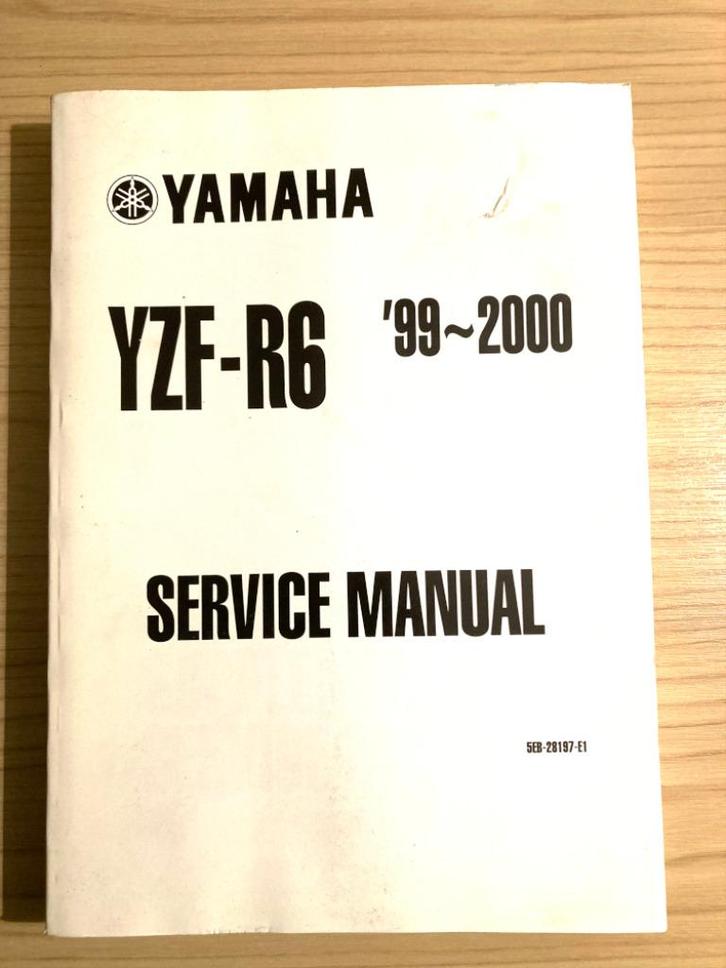 YAMAHA
YZF-R6 '99~2000
SERVICE MANUAL
5EB-28197-E1